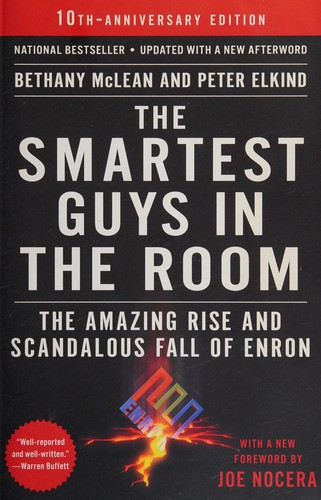 10TH-ANNIVERSARY EDITION
NATIONAL BESTSELLER • UPDATED WITH A NEW AFTERWORD
BETHANY McLEAN AND PETER ELKIND
THE
SMARTEST
GUYS IN
THE ROOM
THE AMAZING RISE AND
SCANDALOUS FALL OF ENRON
ENRON
"Well-reported
and well-written."
—Warren Buffett
WITH A NEW
FOREWORD BY
JOE NOCERA